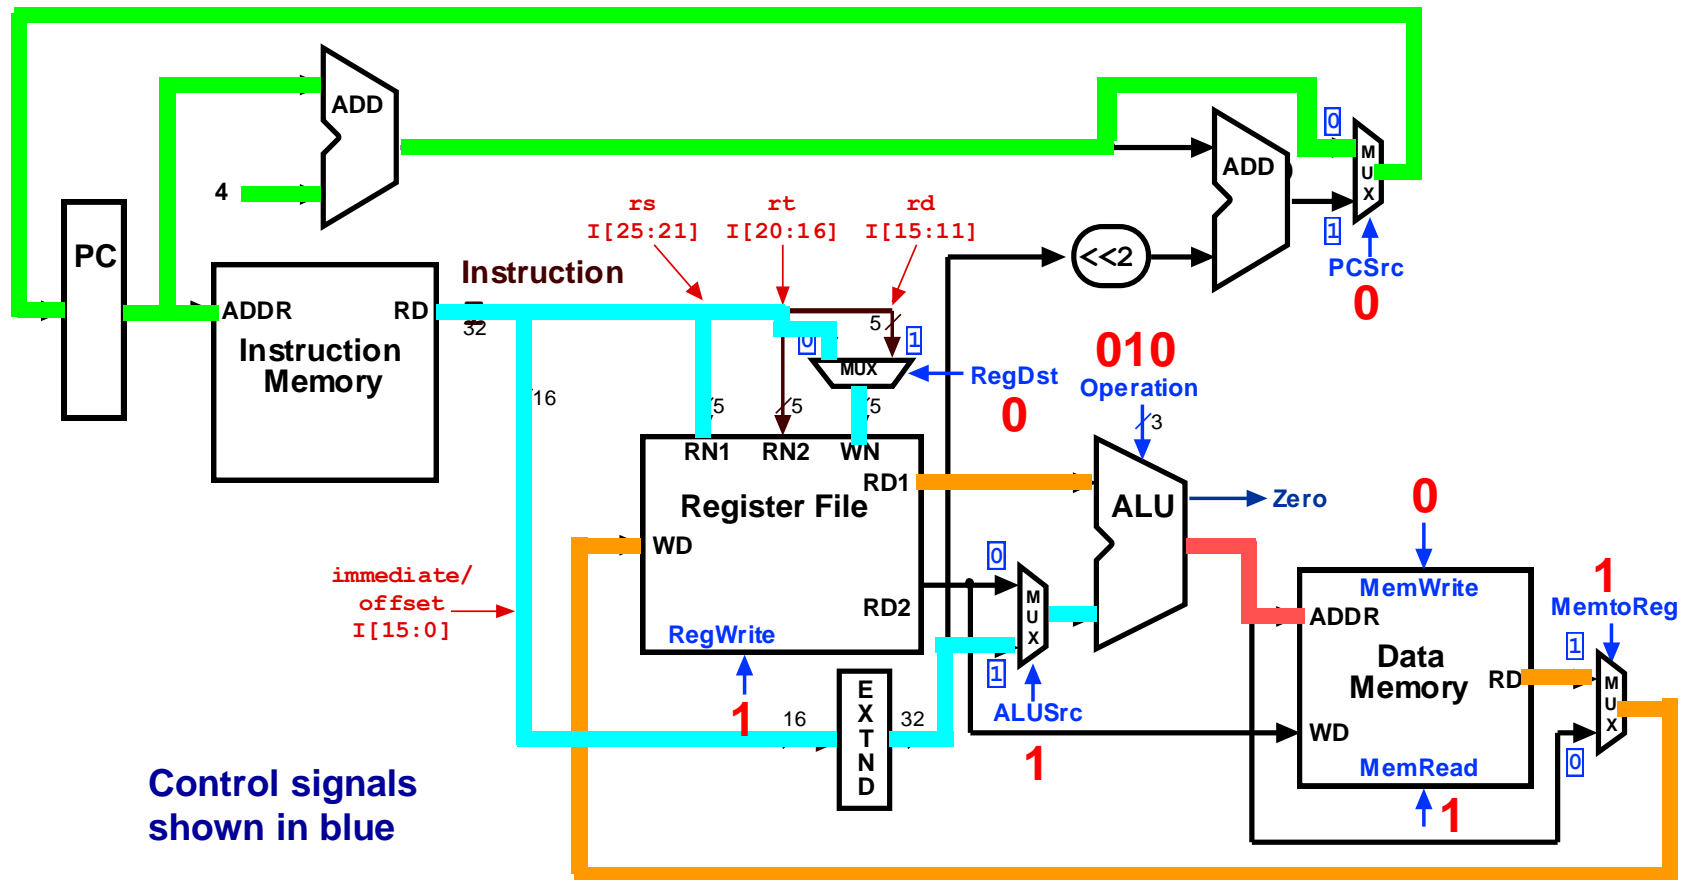 ADD
4
PC
rs
I[25:21]
rt
I[20:16]
rd
I[15:11]
0
MUX
1
ADD
<<2
PCSrc
0
Instruction
ADDR
RD
32
Instruction
Memory
16
5
0
1
MUX
RegDst
0
010
Operation
3
5
5
5
RN1
RN2
WN
RD1
Register File
WD
RD2
RegWrite
1
ALU
Zero
0
MUX
1
ALUSrc
1
immediate/
offset
I[15:0]
16
EXTND
32
0
MemWrite
ADDR
Data
Memory
RD
WD
MemRead
1
1
MemtoReg
1
MUX
0
Control signals
shown in blue